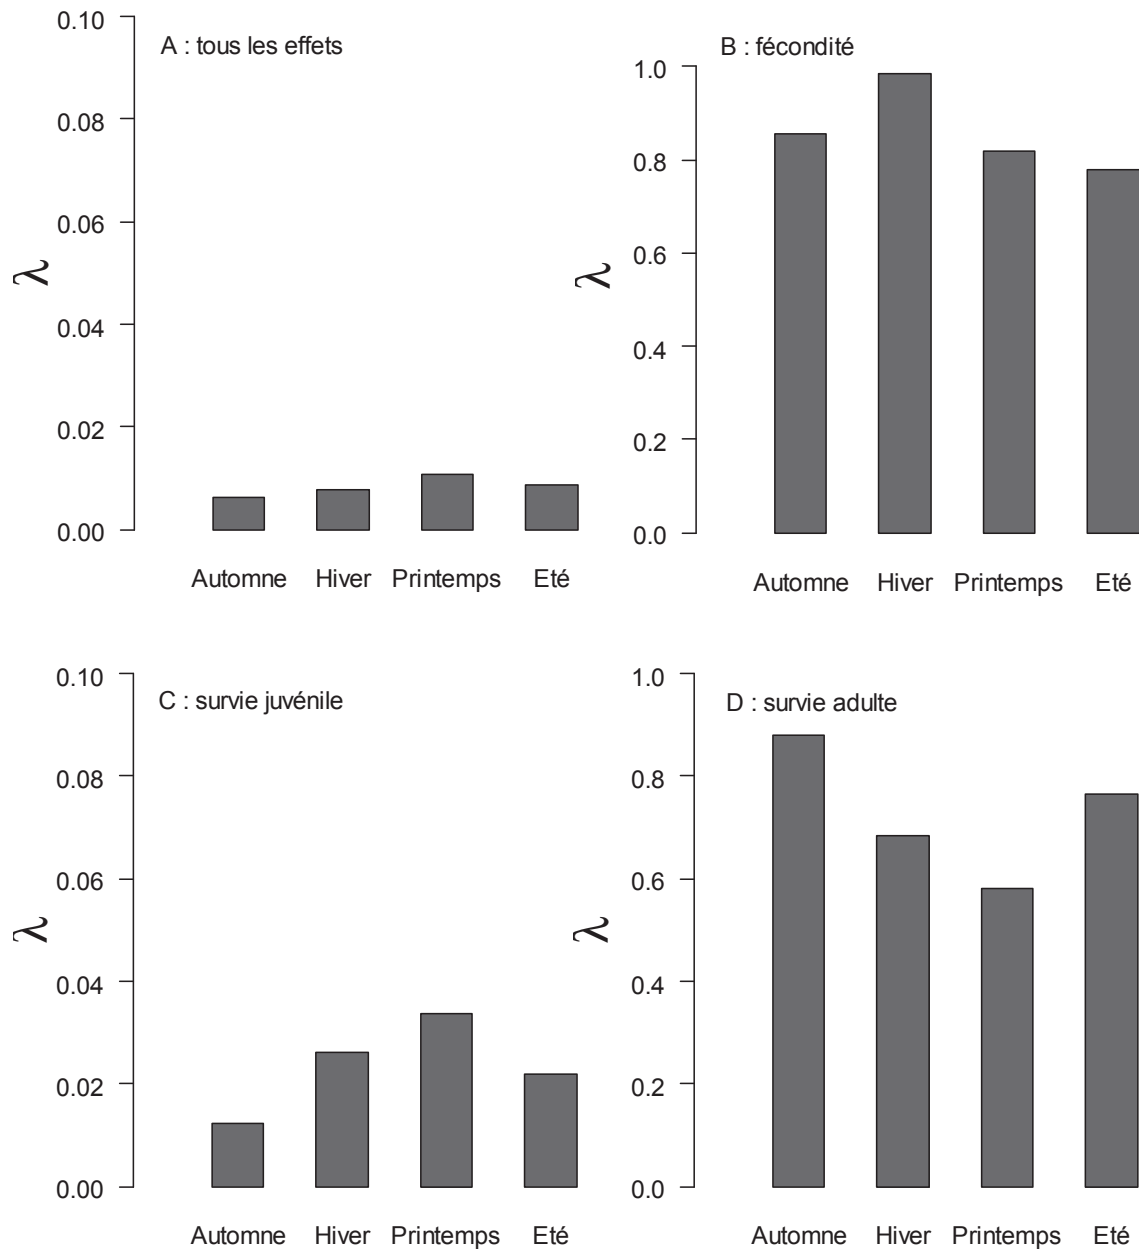 A : tous les effets
0.10
0.08
0.06
0.04
0.02
0.00
λ
Automne Hiver Printemps Eté
B : fécondité
1.0
0.8
0.6
0.4
0.2
0.0
λ
Automne Hiver Printemps Eté
C : survie juvénile
0.10
0.08
0.06
0.04
0.02
0.00
λ
Automne Hiver Printemps Eté
D : survie adulte
1.0
0.8
0.6
0.4
0.2
0.0
λ
Automne Hiver Printemps Eté